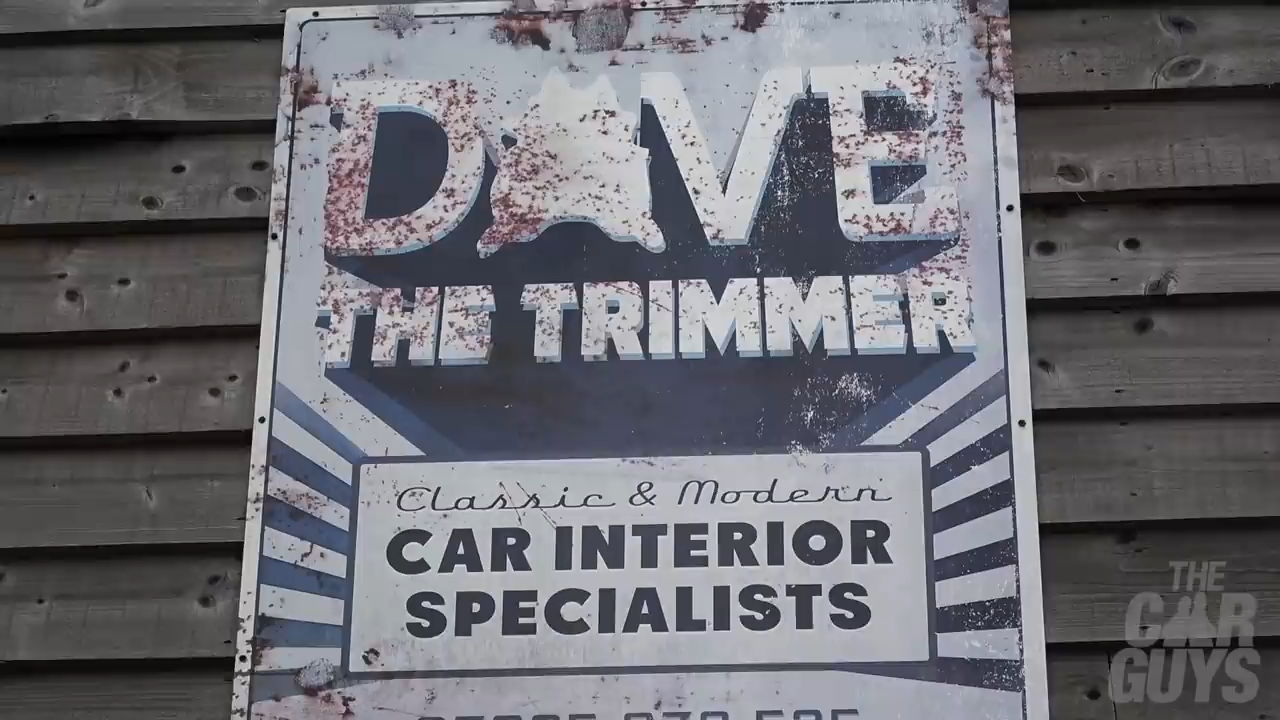 DAVE
THE TRIMMER
Classic & Modern
CAR INTERIOR
SPECIALISTS
THE
CAR
GUYS